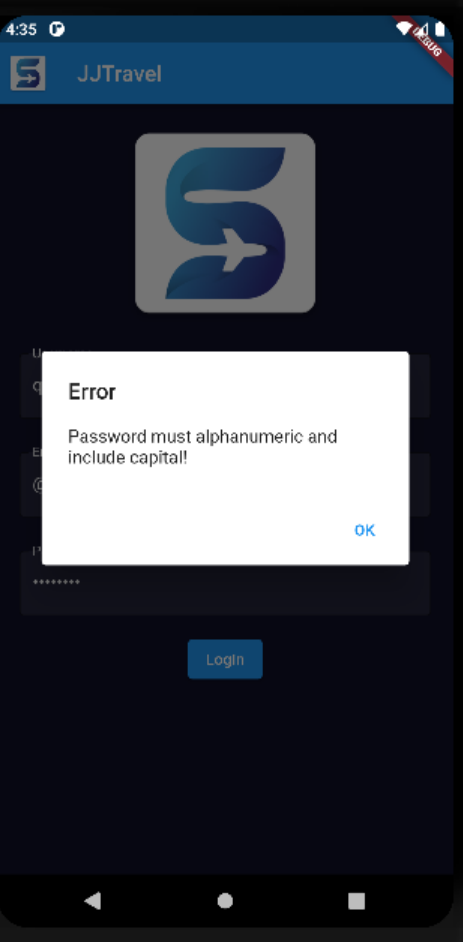 4:35
DEBUG
JJTravel
Error
Password must alphanumeric and
include capital!
OK
Login